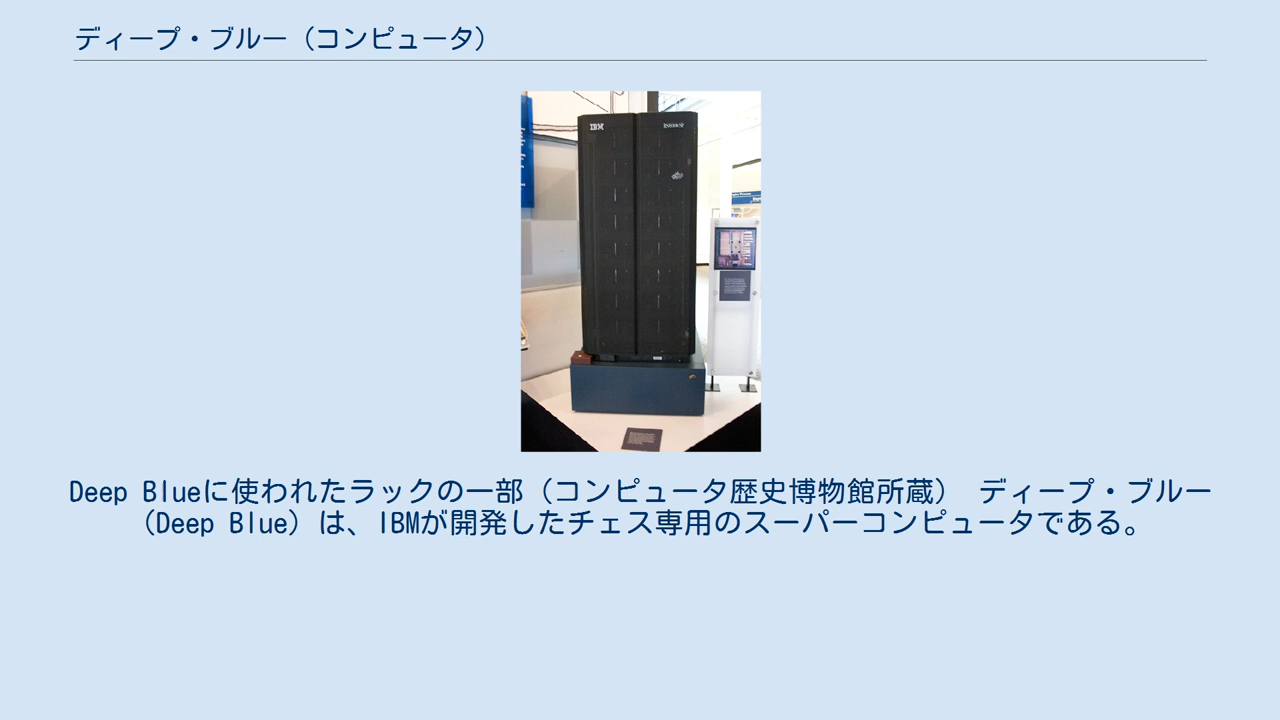 ディープ・ブルー（コンピュータ）
IBM
Deep Blueに使われたラックの一部（コンピュータ歴史博物館所蔵） ディープ・ブルー
（Deep Blue）は、IBMが開発したチェス専用のスーパーコンピュータである。